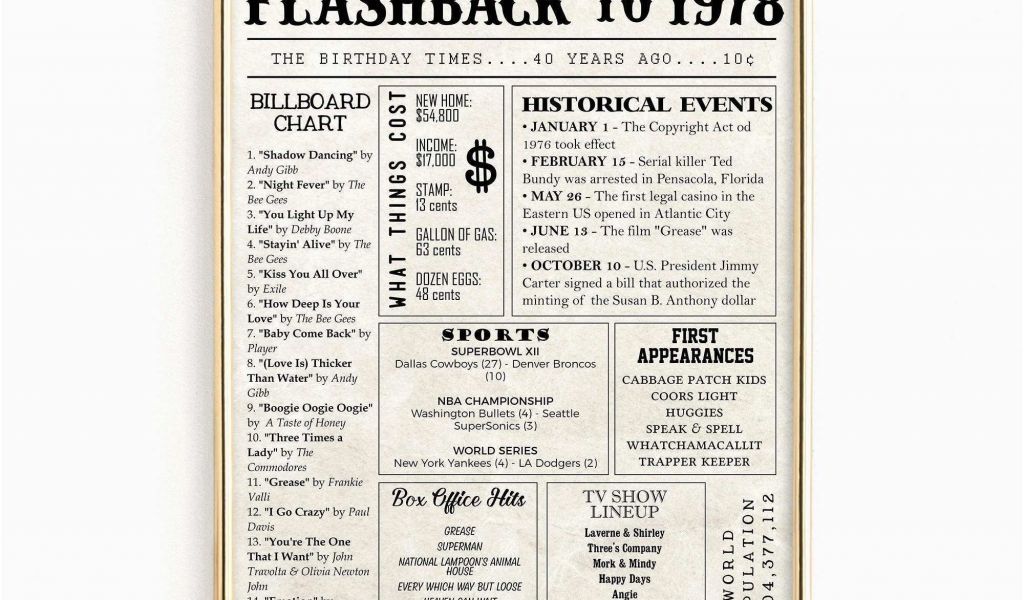 FLASHBACK TO 1978
THE BIRTHDAY TIMES....40 YEARS AGO....10¢
BILLBOARD
CHART
1. "Shadow Dancing" by
Andy Gibb
2. "Night Fever" by The
Bee Gees
3. "You Light Up My
Life" by Debby Boone
4. "Stayin' Alive" by The
Bee Gees
5. "Kiss You All Over"
by Exile
6. "How Deep Is Your
Love" by The Bee Gees
7. "Baby Come Back" by
Player
8. "(Love Is) Thicker
Than Water" by Andy
Gibb
9. "Boogie Oogie Oogie"
by A Taste of Honey
10. "Three Times a
Lady" by The
Commodores
11. "Grease" by Frankie
Valli
12. "I Go Crazy" by Paul
Davis
13. "You're The One
That I Want" by John
Travolta & Olivia Newton
John
14. "Emotion" by
WHAT THINGS COST
NEW HOME:
$54,800
INCOME:
$17,000
STAMP:
13 cents
GALLON OF GAS:
63 cents
DOZEN EGGS:
48 cents
$
HISTORICAL EVENTS
• JANUARY 1 - The Copyright Act od
1976 took effect
• FEBRUARY 15 - Serial killer Ted
Bundy was arrested in Pensacola, Florida
• MAY 26 - The first legal casino in the
Eastern US opened in Atlantic City
• JUNE 13 - The film "Grease" was
released
• OCTOBER 10 - U.S. President Jimmy
Carter signed a bill that authorized the
minting of the Susan B. Anthony dollar
SPORTS
SUPERBOWL XII
Dallas Cowboys (27) - Denver Broncos
(10)
NBA CHAMPIONSHIP
Washington Bullets (4) - Seattle
SuperSonics (3)
WORLD SERIES
New York Yankees (4) - LA Dodgers (2)
FIRST
APPEARANCES
CABBAGE PATCH KIDS
COORS LIGHT
HUGGIES
SPEAK & SPELL
WHATCHAMACALLIT
TRAPPER KEEPER
Box Office Hits
GREASE
SUPERMAN
NATIONAL LAMPOON'S ANIMAL
HOUSE
EVERY WHICH WAY BUT LOOSE
HEAVEN CAN WAIT
TV SHOW
LINEUP
Laverne & Shirley
Three's Company
Mork & Mindy
Happy Days
Angie
WORLD
PULATION
04,377,112